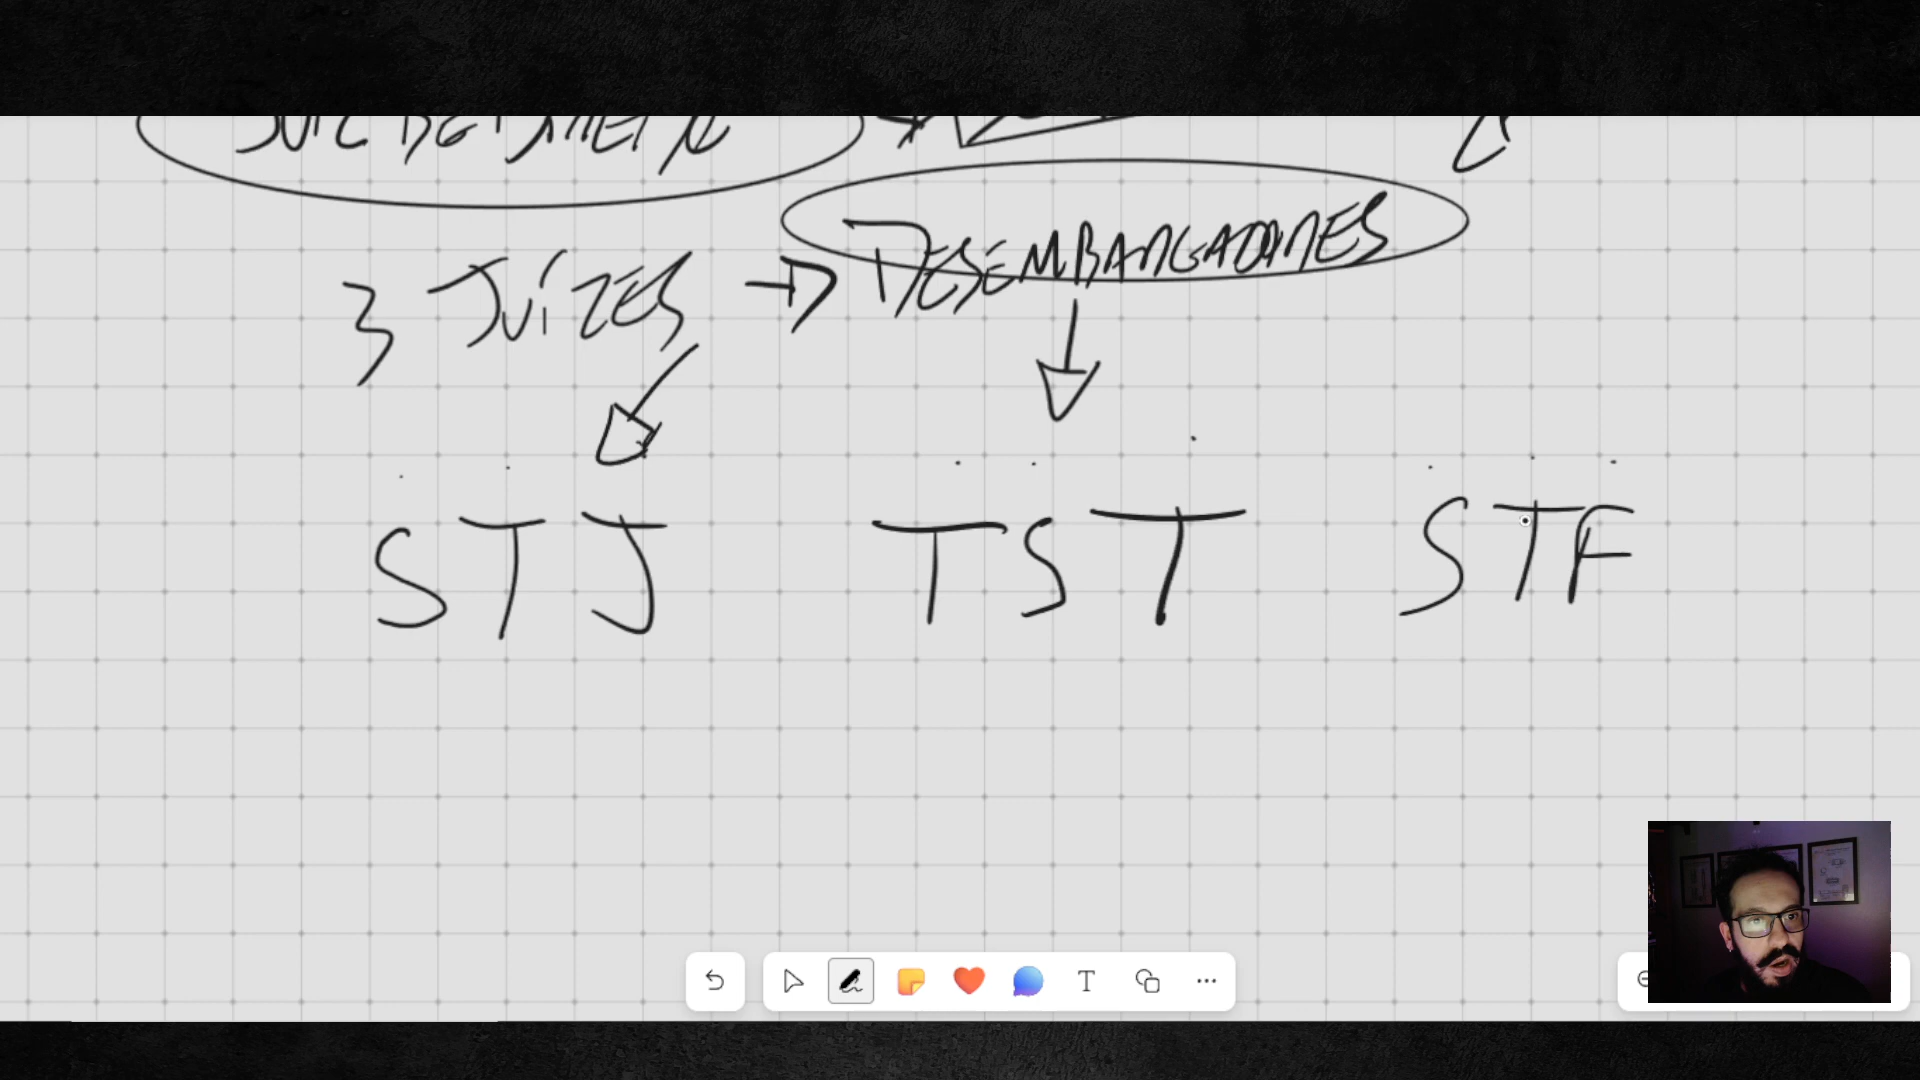 3 JUÍZES → DESEMBARGADORES
STJ TST STF
T